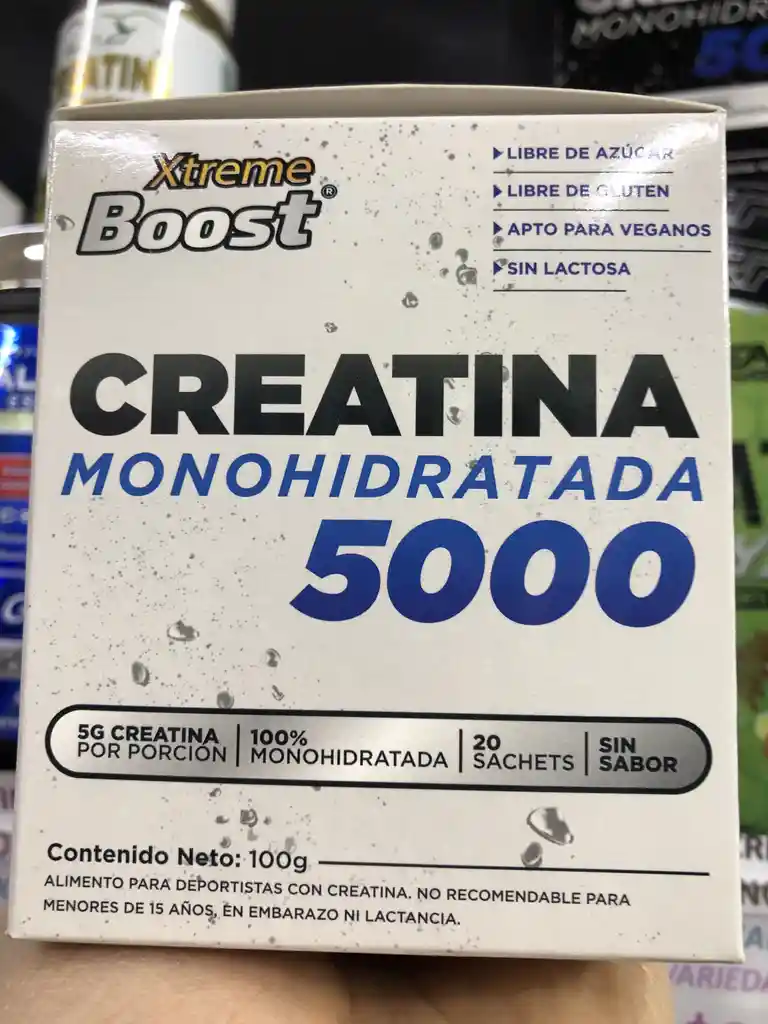 Xtreme
Boost®
LIBRE DE AZÚCAR
LIBRE DE GLUTEN
APTO PARA VEGANOS
SIN LACTOSA
CREATINA
MONOHIDRATADA
5000
5G CREATINA
POR PORCIÓN
100%
MONOHIDRATADA
20
SACHETS
SIN
SABOR
Contenido Neto: 100g
ALIMENTO PARA DEPORTISTAS CON CREATINA. NO RECOMENDABLE PARA
MENORES DE 15 AÑOS, EN EMBARAZO NI LACTANCIA.